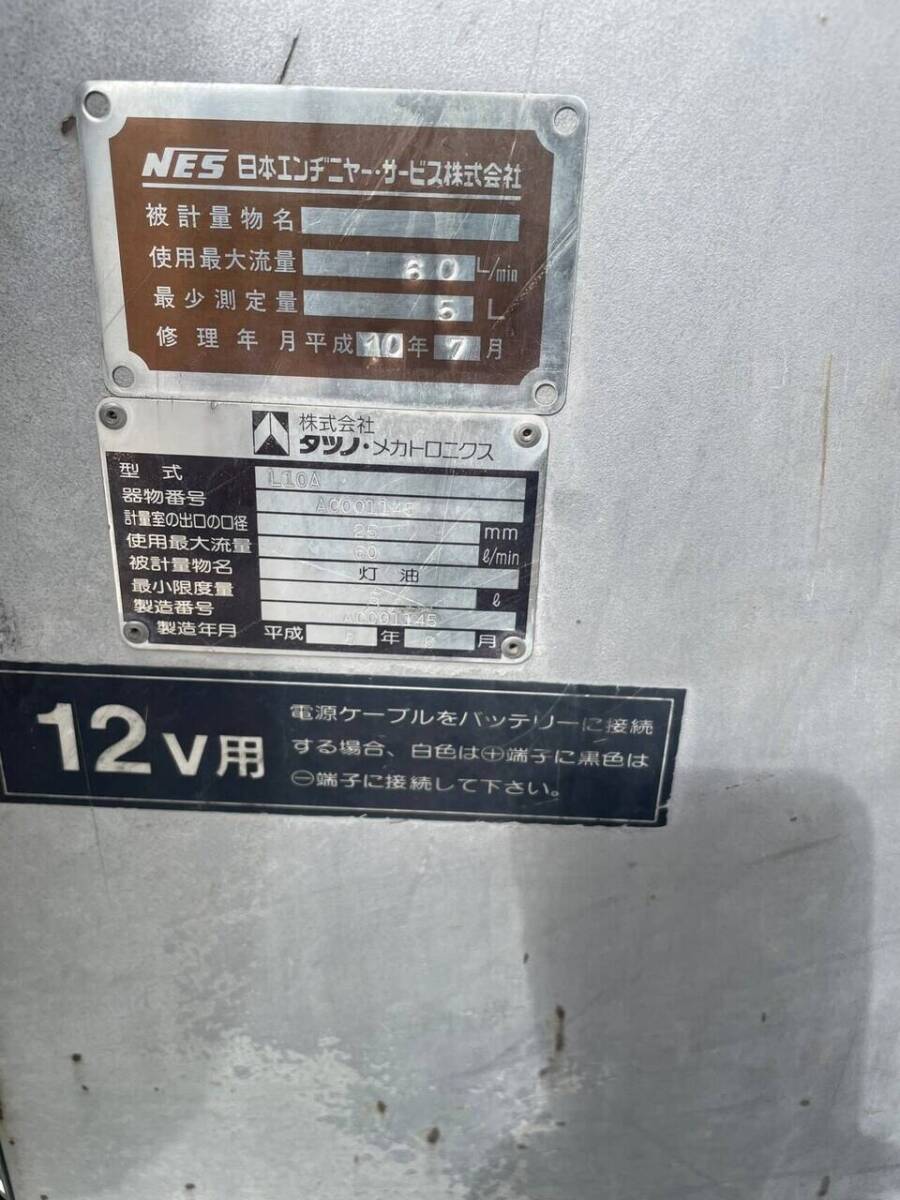 NES 日本エンヂニヤー・サービス株式会社
被計量物名
使用最大流量 60 L/min
最少測定量 5 L
修理年月 平成 10 年 7 月
株式会社
タツノ・メカトロニクス
型式 L10A
器物番号 AC001145
計量室の出口の口径 25 mm
使用最大流量 60 ℓ/min
被計量物名 灯油
最小限度量 ℓ
製造番号 AC001145
製造年月 平成 年 月
12V用
電源ケーブルをバッテリーに接続
する場合、白色は⊕端子に黒色は
⊖端子に接続して下さい。